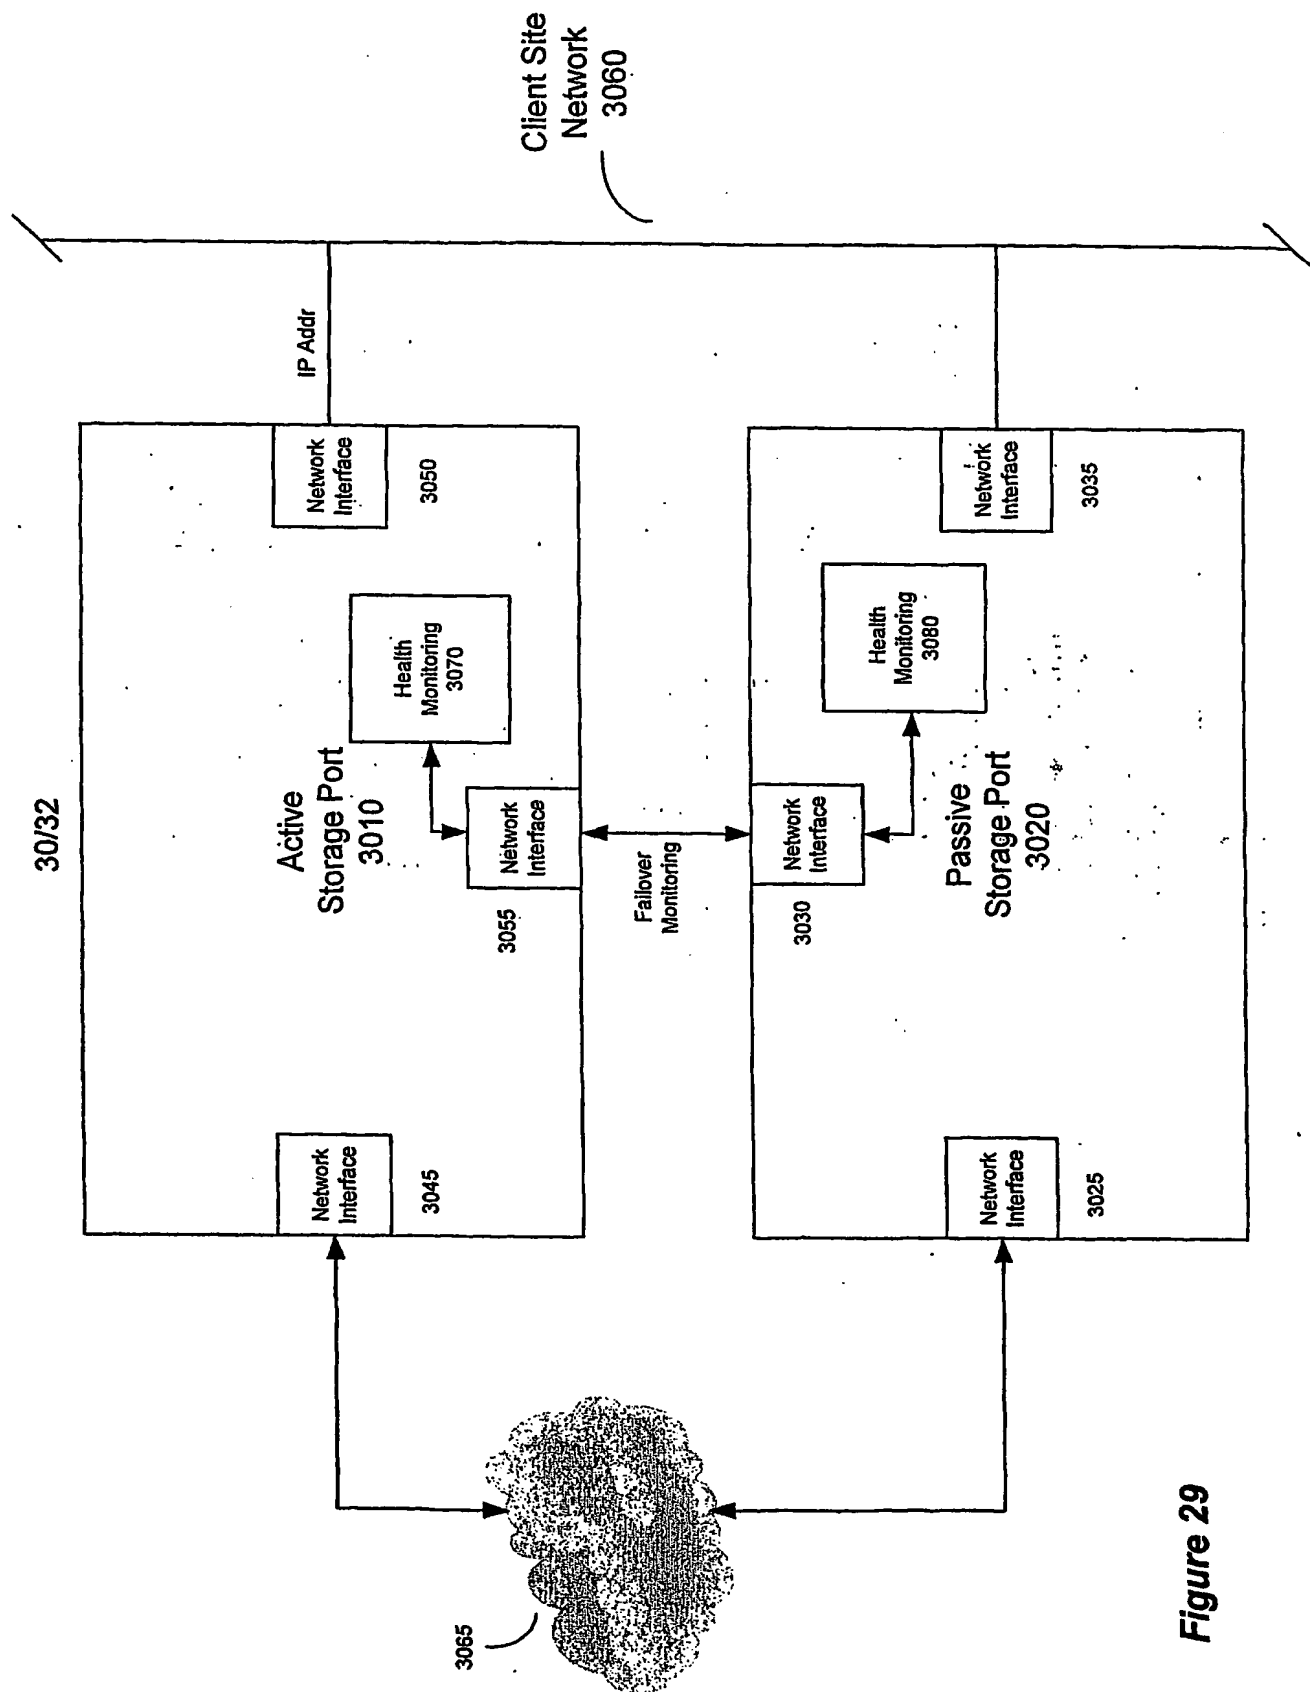 30/32
Client Site
Network
3060
IP Addr
Active
Storage Port
3010
Network
Interface
3045
Network
Interface
3055
Health
Monitoring
3070
Network
Interface
3050
Failover
Monitoring
3065
Passive
Storage Port
3020
Network
Interface
3025
Network
Interface
3030
Health
Monitoring
3080
Network
Interface
3035
Figure 29